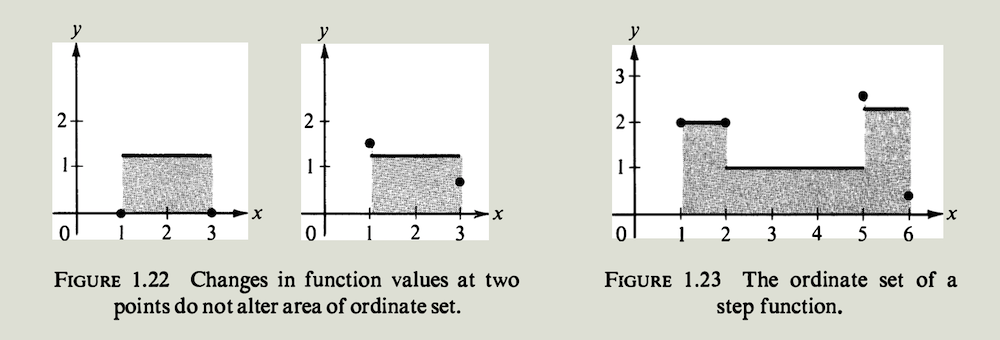 y
2
1
0
1
2
3
x
y
2
1
0
1
2
3
x
FIGURE 1.22 Changes in function values at two
points do not alter area of ordinate set.
y
3
2
1
0
1
2
3
4
5
6
x
FIGURE 1.23 The ordinate set of a
step function.